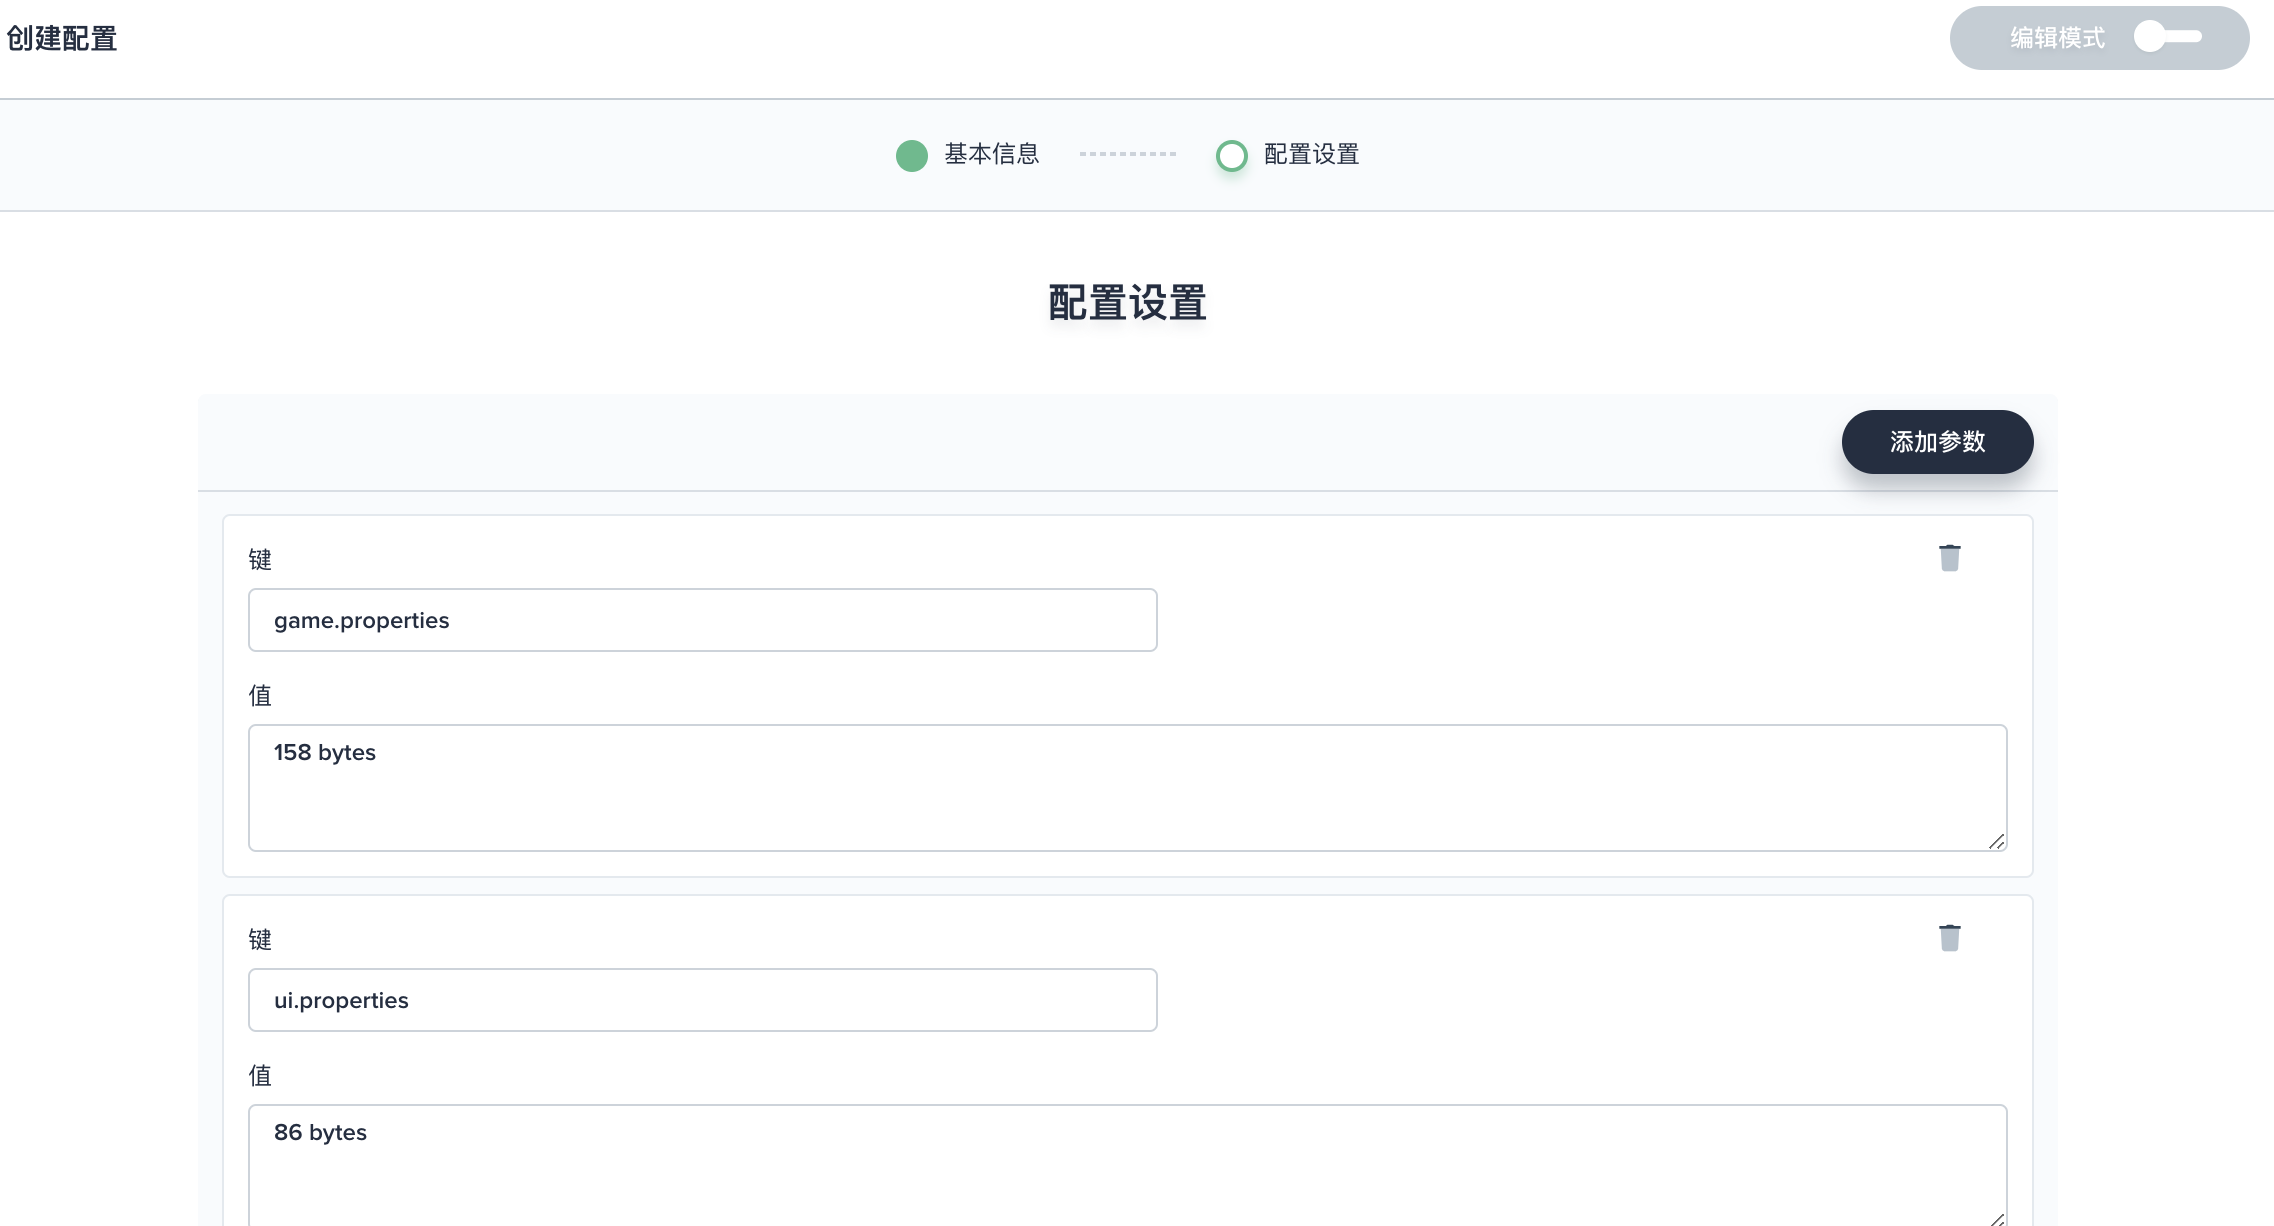 创建配置
编辑模式
基本信息
配置设置
配置设置
添加参数
键
game.properties
值
158 bytes
键
ui.properties
值
86 bytes